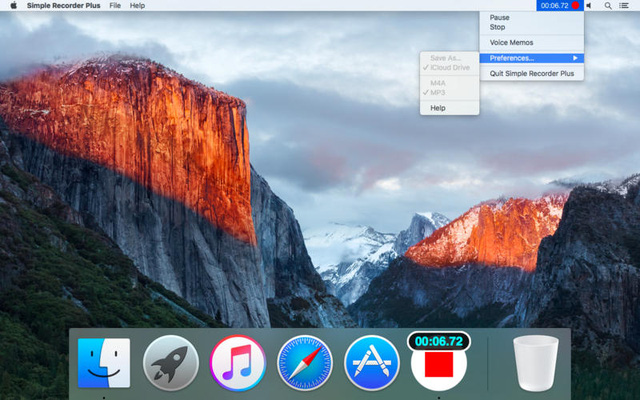 Simple Recorder Plus File Help 00:06.72
Pause
Stop
Voice Memos
Preferences...
Quit Simple Recorder Plus
Save As...
iCloud Drive
M4A
MP3
Help
00:06.72